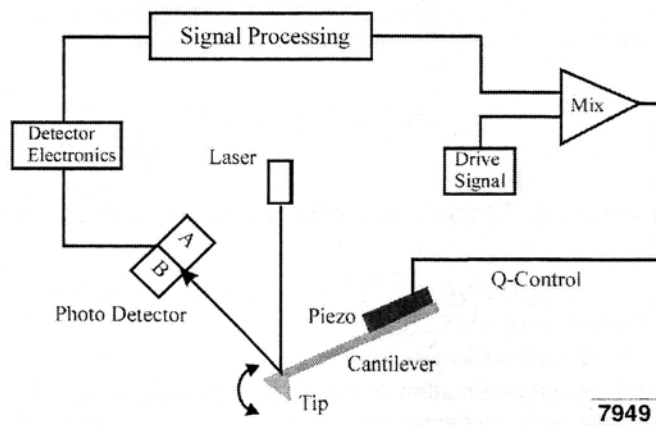 Signal Processing
Mix
Detector
Electronics
Laser
Drive
Signal
A
B
Q-Control
Photo Detector
Piezo
Cantilever
Tip
7949